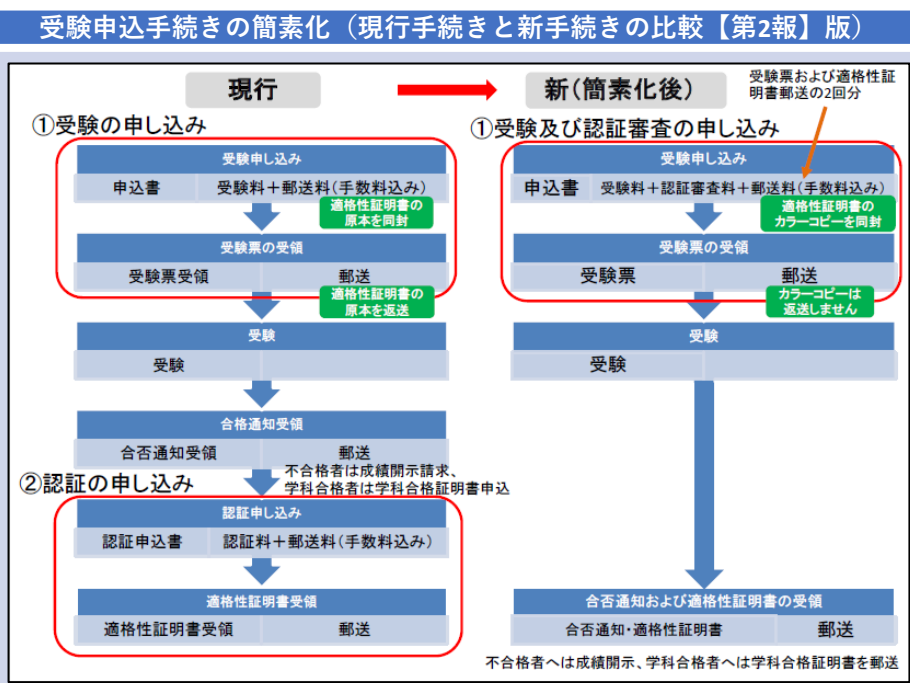 受験申込手続きの簡素化（現行手続きと新手続きの比較【第2報】版）
現行
新（簡素化後）
受験票および適格性証
明書郵送の2回分
①受験の申し込み
受験申し込み
申込書
受験料＋郵送料（手数料込み）
適格性証明書の
原本を同封
受験票の受領
受験票受領
郵送
適格性証明書の
原本を返送
受験
受験
合格通知受領
合否通知受領
郵送
不合格者は成績開示請求、
学科合格者は学科合格証明書申込
②認証の申し込み
認証申し込み
認証申込書
認証料＋郵送料（手数料込み）
適格性証明書受領
適格性証明書受領
郵送
①受験及び認証審査の申し込み
受験申し込み
申込書
受験料＋認証審査料＋郵送料（手数料込み）
適格性証明書の
カラーコピーを同封
受験票の受領
受験票
郵送
カラーコピーは
返送しません
受験
受験
合否通知および適格性証明書の受領
合否通知・適格性証明書
郵送
不合格者へは成績開示、学科合格者へは学科合格証明書を郵送